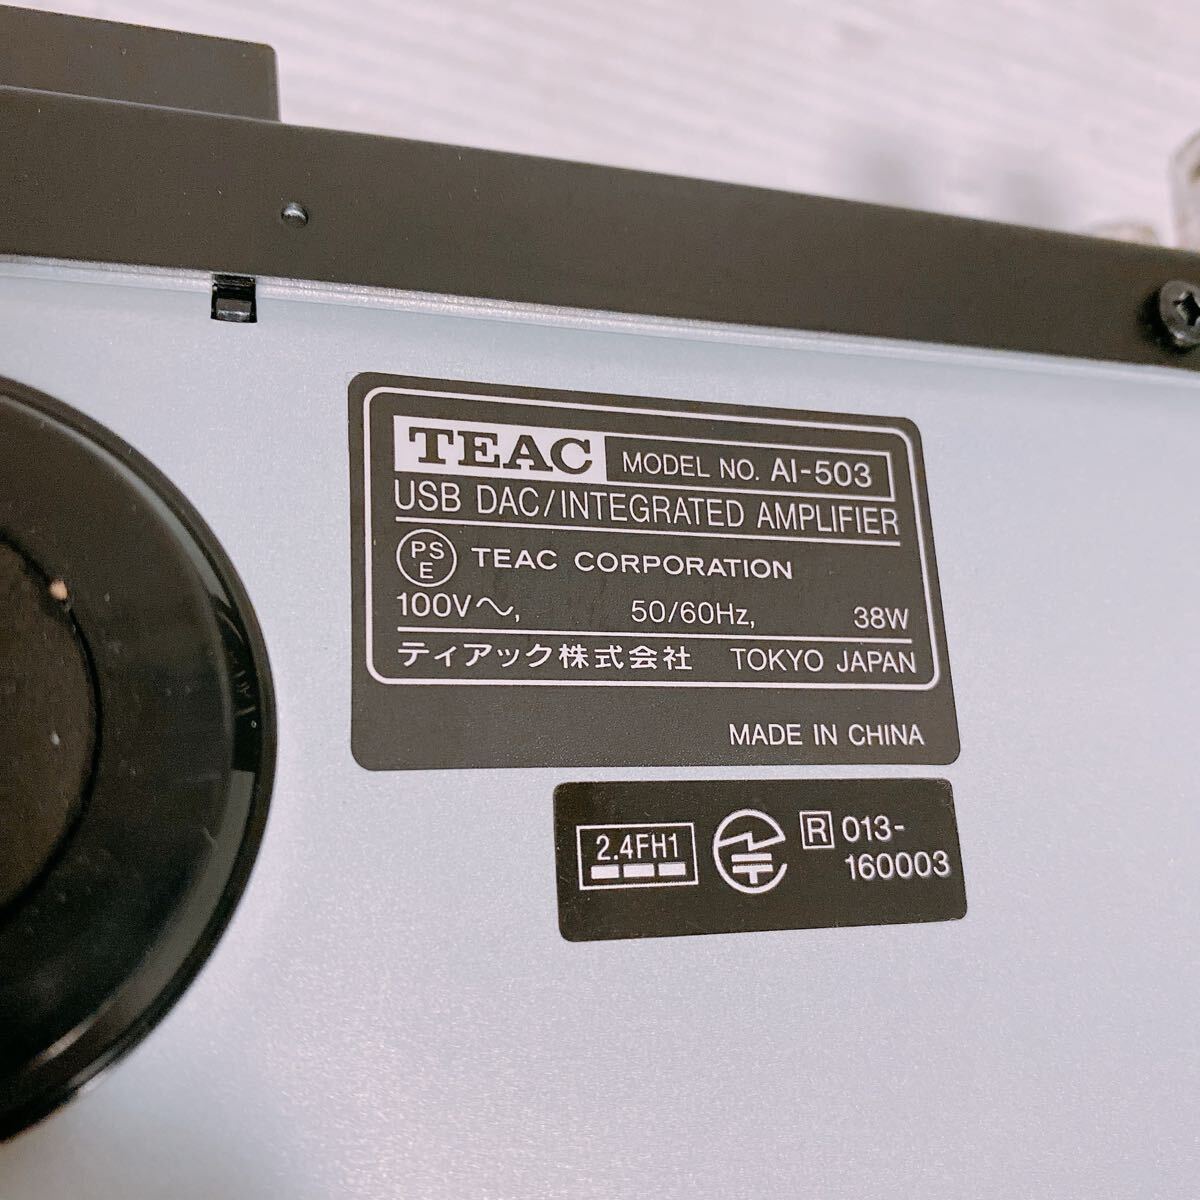 TEAC MODEL NO. AI-503
USB DAC/INTEGRATED AMPLIFIER
PS
E
TEAC CORPORATION
100V～, 50/60Hz, 38W
ティアック株式会社 TOKYO JAPAN
MADE IN CHINA
2.4FH1
R 013-
160003